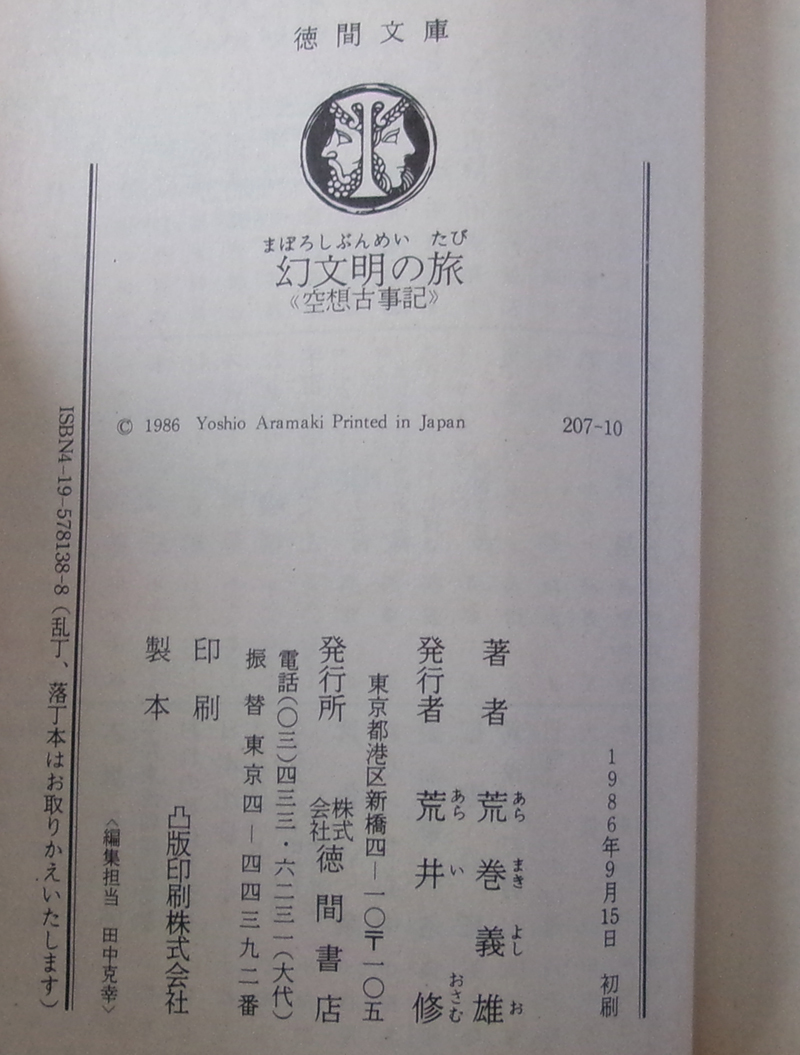 徳間文庫
まぼろしぶんめい たび
幻文明の旅
《空想古事記》
© 1986 Yoshio Aramaki Printed in Japan
207-10
1986年9月15日 初刷
著者 荒巻義雄
あら まき よし お
発行者 荒井修
あら い おさむ
東京都港区新橋四—一〇〒一〇五
発行所 株式会社徳間書店
電話(〇三)四三三・六二三一(大代)
振替 東京四—四四三九二番
印刷
製本
凸版印刷株式会社
〈編集担当 田中克幸〉
ISBN4-19-578138-8(乱丁、落丁本はお取りかえいたします)